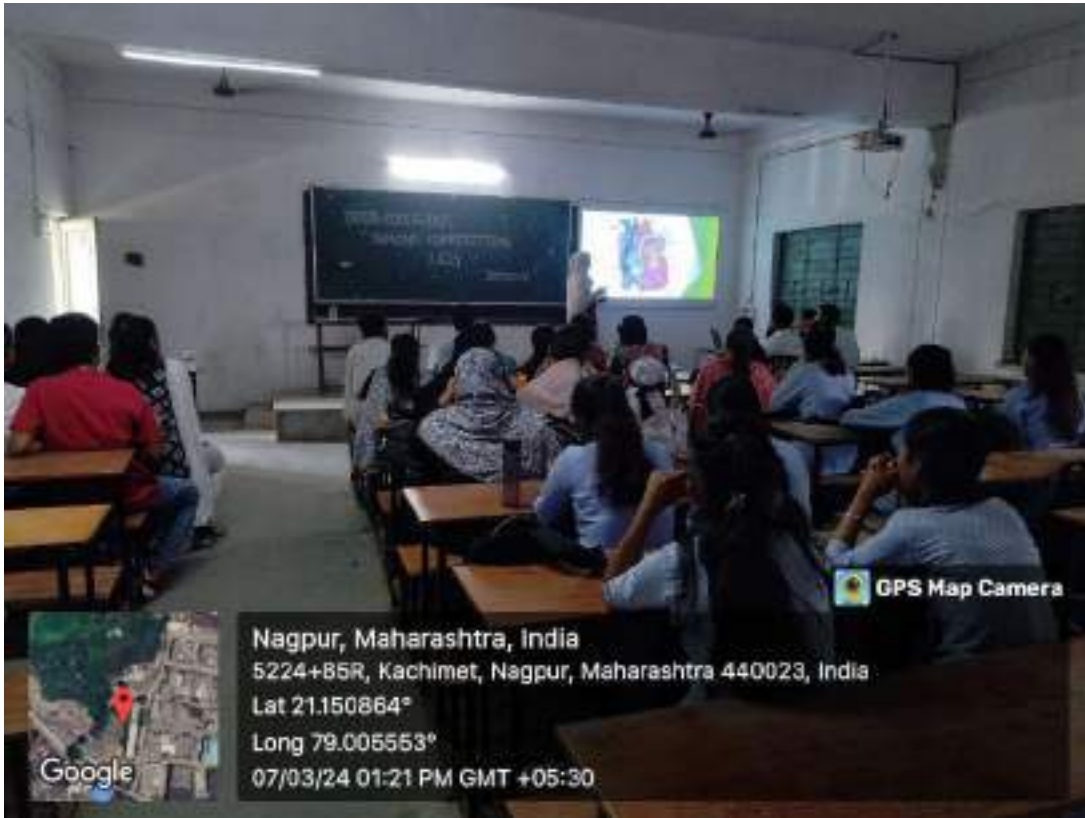 COMPETITION
GPS Map Camera
Nagpur, Maharashtra, India
5224+85R, Kachimet, Nagpur, Maharashtra 440023, India
Lat 21.150864°
Long 79.005553°
07/03/24 01:21 PM GMT +05:30
Google